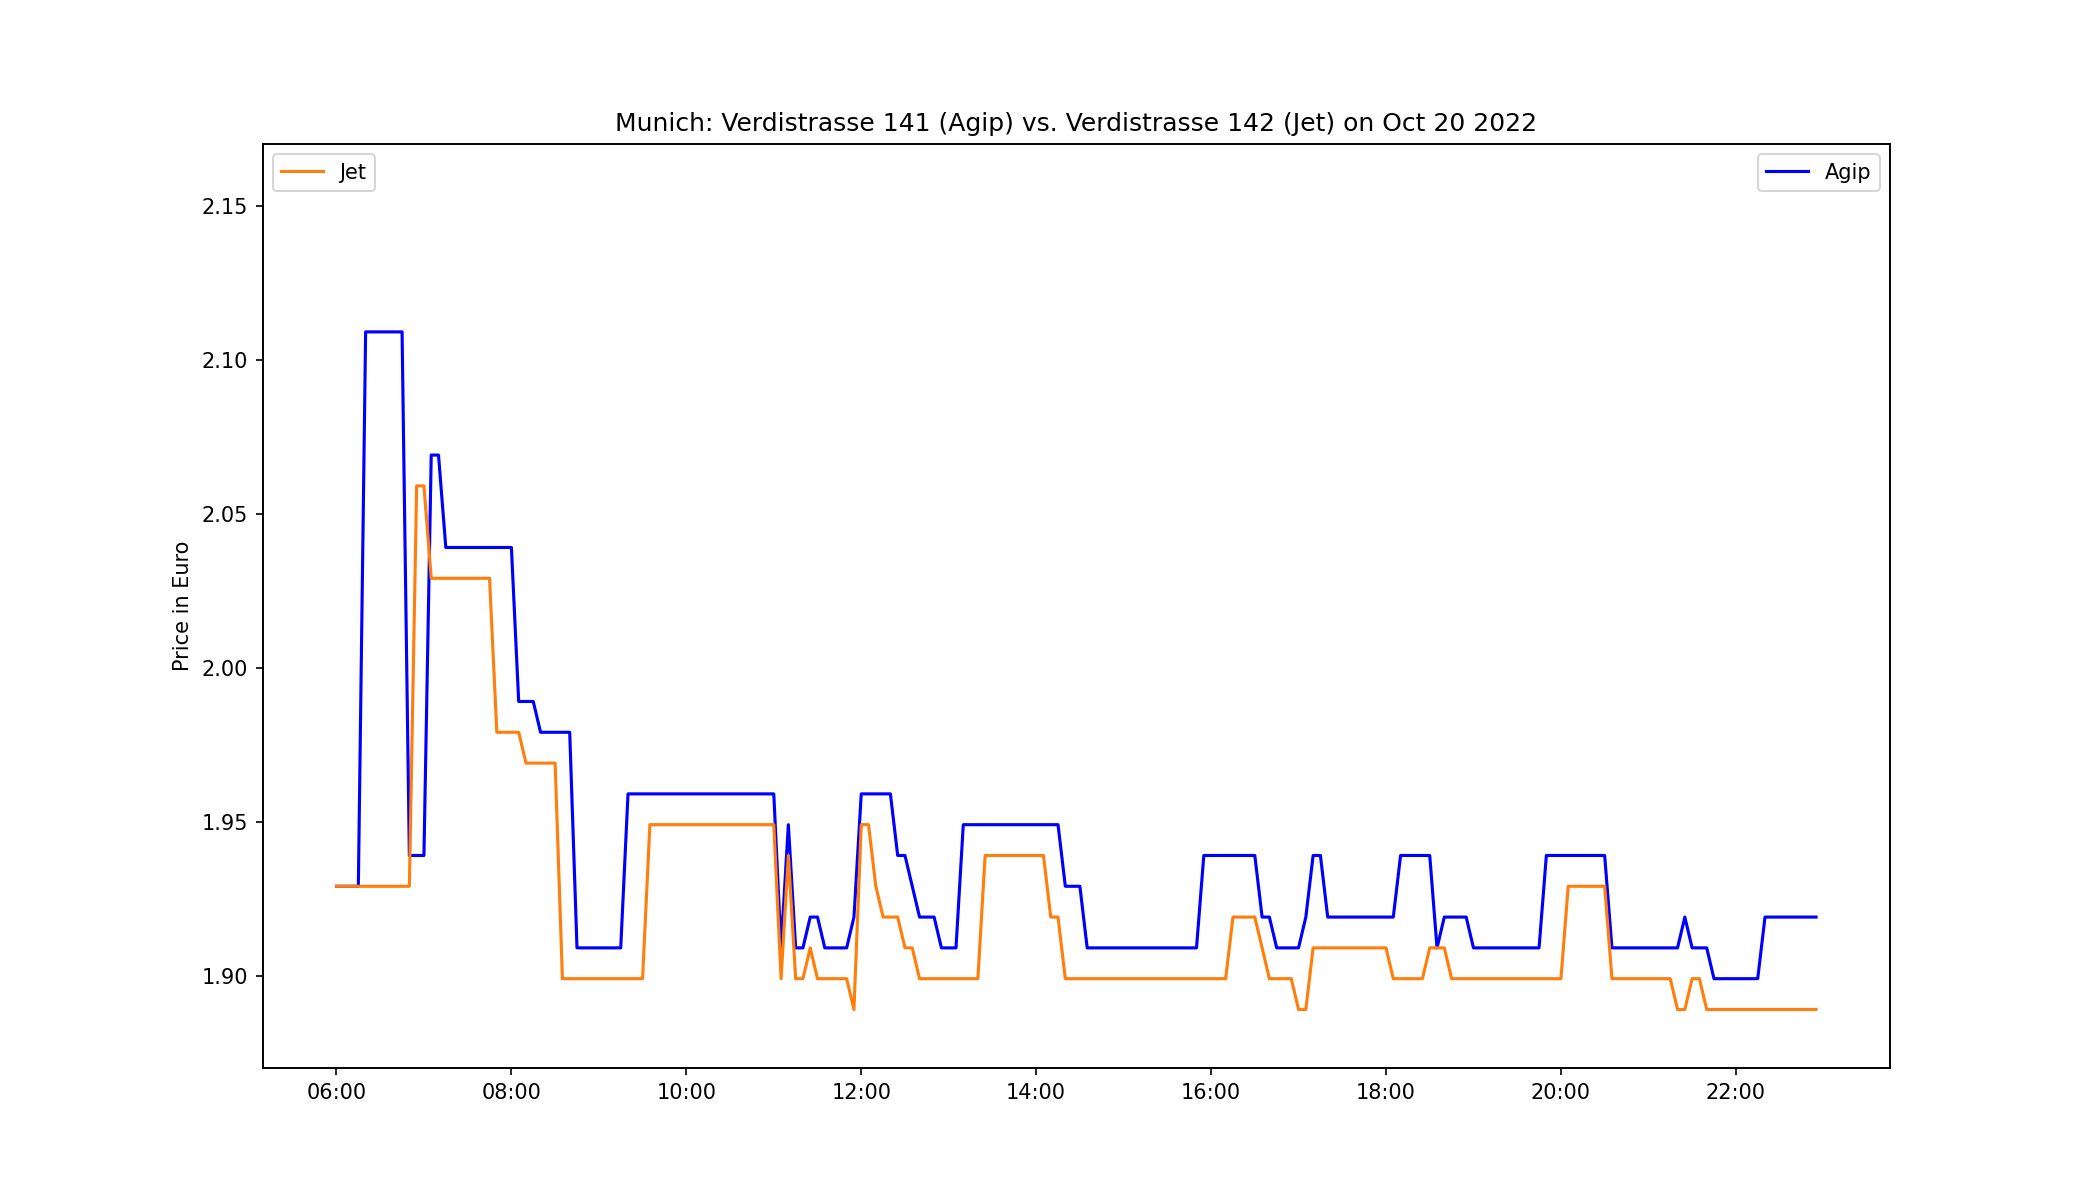 Munich: Verdistrasse 141 (Agip) vs. Verdistrasse 142 (Jet) on Oct 20 2022
Jet
Agip
Price in Euro
2.15
2.10
2.05
2.00
1.95
1.90
06:00 08:00 10:00 12:00 14:00 16:00 18:00 20:00 22:00